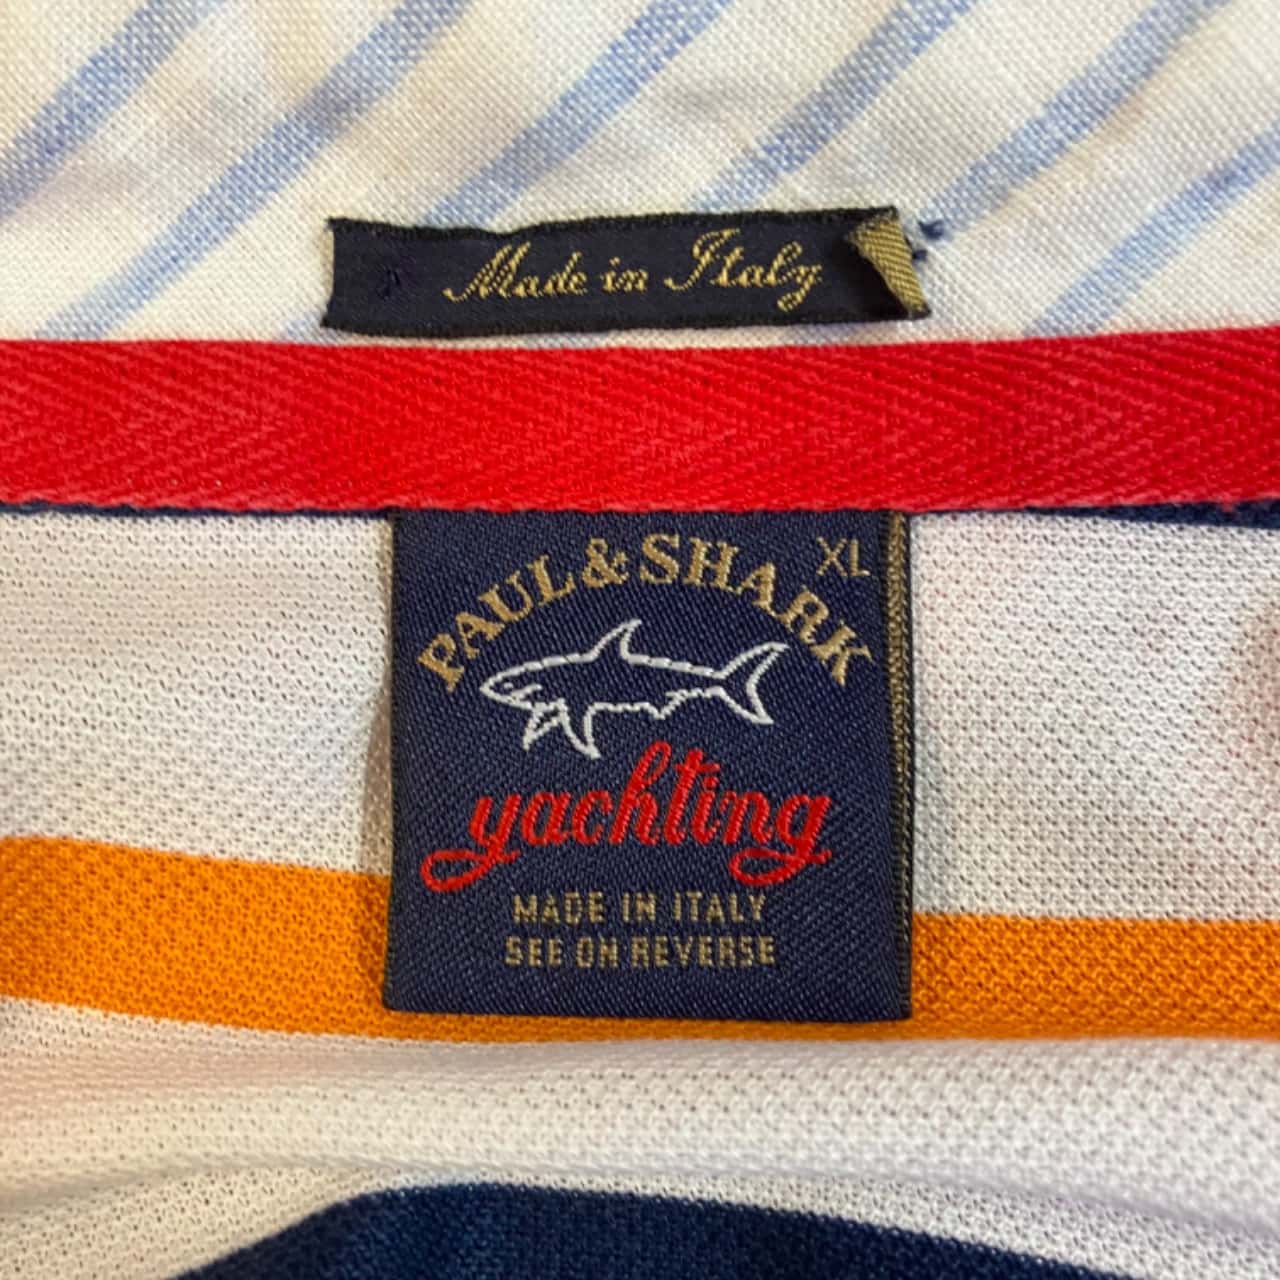 Made in Italy
XL
PAUL & SHARK
yachting
MADE IN ITALY
SEE ON REVERSE